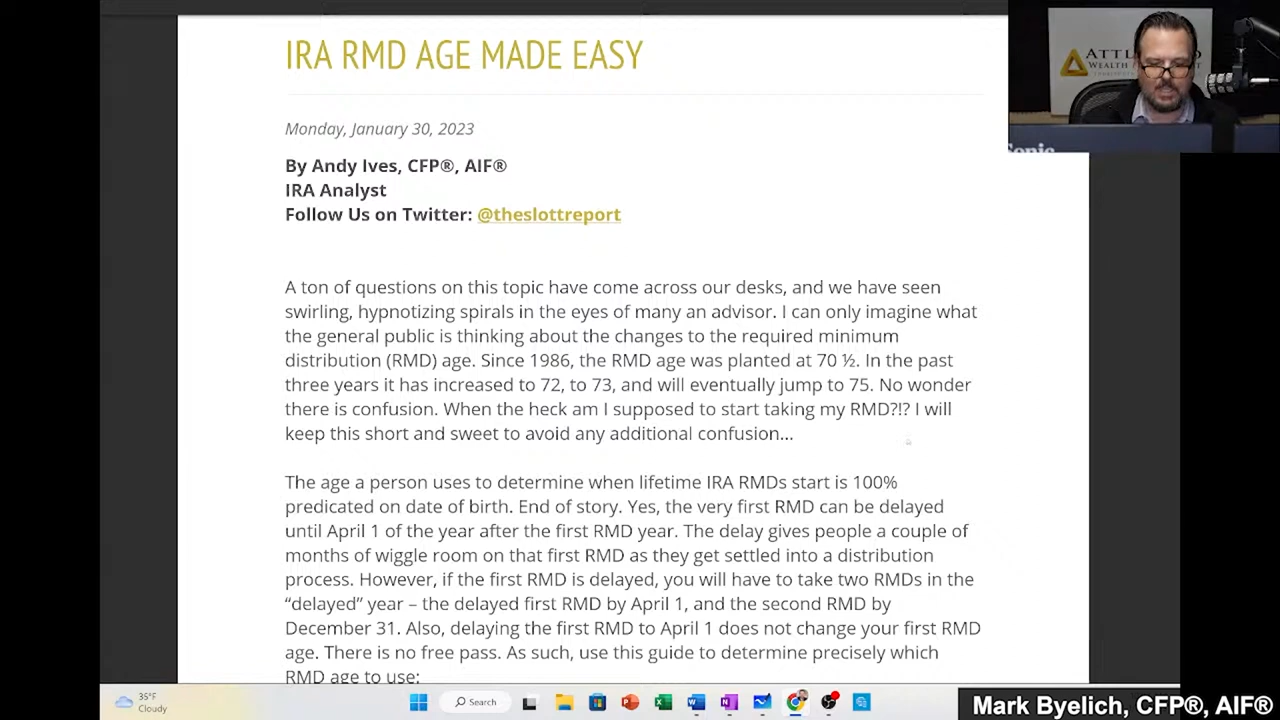 IRA RMD AGE MADE EASY
Monday, January 30, 2023
By Andy Ives, CFP®, AIF®
IRA Analyst
Follow Us on Twitter: @theslottreport
A ton of questions on this topic have come across our desks, and we have seen
swirling, hypnotizing spirals in the eyes of many an advisor. I can only imagine what
the general public is thinking about the changes to the required minimum
distribution (RMD) age. Since 1986, the RMD age was planted at 70 ½. In the past
three years it has increased to 72, to 73, and will eventually jump to 75. No wonder
there is confusion. When the heck am I supposed to start taking my RMD?!? I will
keep this short and sweet to avoid any additional confusion…
The age a person uses to determine when lifetime IRA RMDs start is 100%
predicated on date of birth. End of story. Yes, the very first RMD can be delayed
until April 1 of the year after the first RMD year. The delay gives people a couple of
months of wiggle room on that first RMD as they get settled into a distribution
process. However, if the first RMD is delayed, you will have to take two RMDs in the
“delayed” year – the delayed first RMD by April 1, and the second RMD by
December 31. Also, delaying the first RMD to April 1 does not change your first RMD
age. There is no free pass. As such, use this guide to determine precisely which
RMD age to use:
35°F
Cloudy
Search
Mark Byelich, CFP®, AIF®